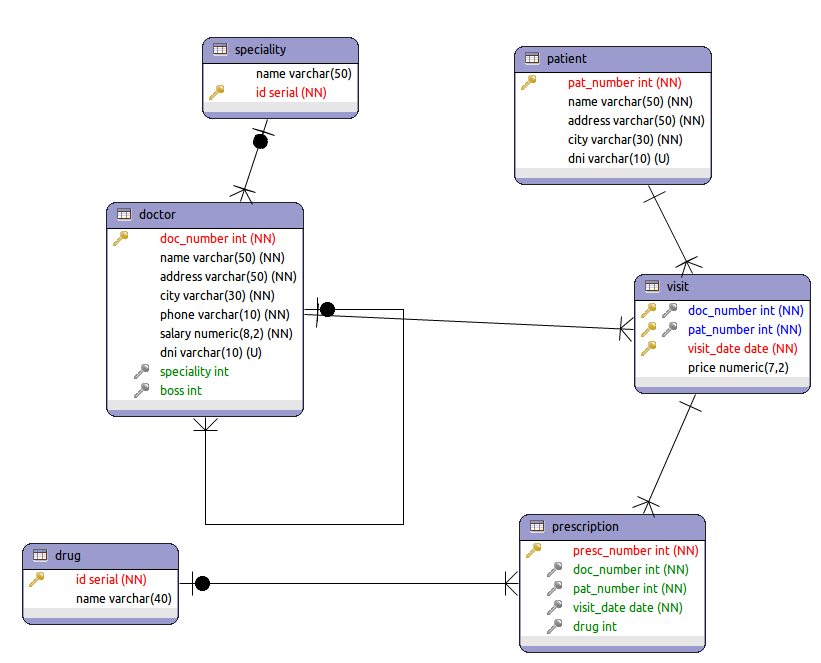 speciality
name varchar(50)
id serial (NN)
patient
pat_number int (NN)
name varchar(50) (NN)
address varchar(50) (NN)
city varchar(30) (NN)
dni varchar(10) (U)
doctor
doc_number int (NN)
name varchar(50) (NN)
address varchar(50) (NN)
city varchar(30) (NN)
phone varchar(10) (NN)
salary numeric(8,2) (NN)
dni varchar(10) (U)
speciality int
boss int
visit
doc_number int (NN)
pat_number int (NN)
visit_date date (NN)
price numeric(7,2)
drug
id serial (NN)
name varchar(40)
prescription
presc_number int (NN)
doc_number int (NN)
pat_number int (NN)
visit_date date (NN)
drug int